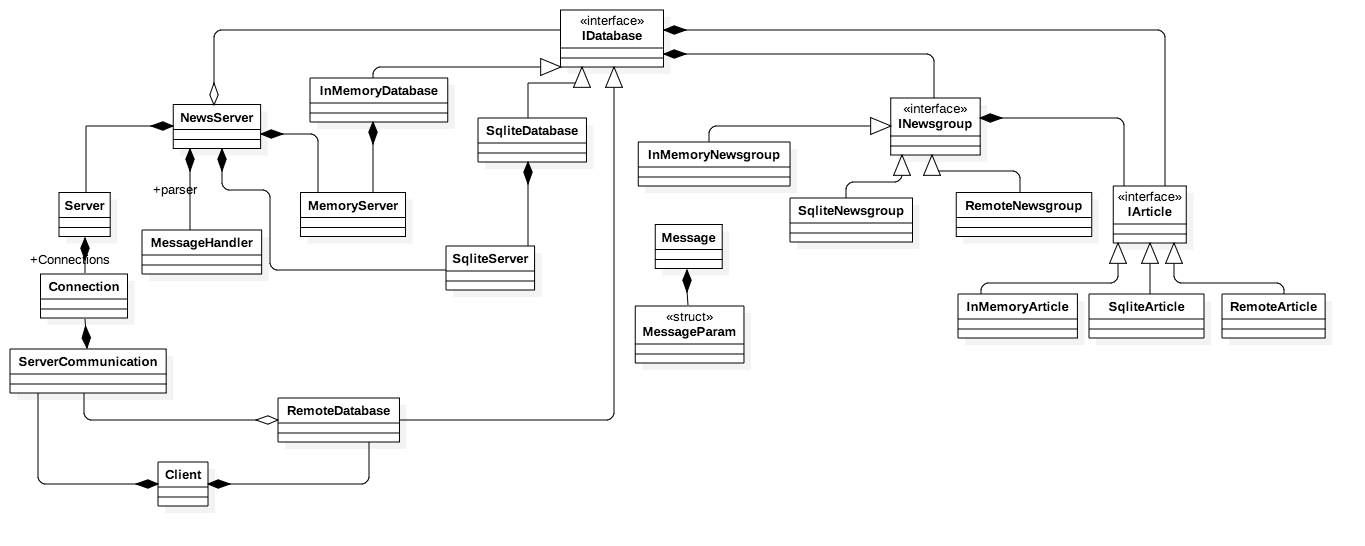 «interface»
IDatabase
InMemoryDatabase
NewsServer
SqliteDatabase
«interface»
INewsgroup
InMemoryNewsgroup
+parser
Server
MemoryServer
SqliteNewsgroup
RemoteNewsgroup
«interface»
IArticle
MessageHandler
Message
+Connections
SqliteServer
Connection
InMemoryArticle
SqliteArticle
RemoteArticle
«struct»
MessageParam
ServerCommunication
RemoteDatabase
Client